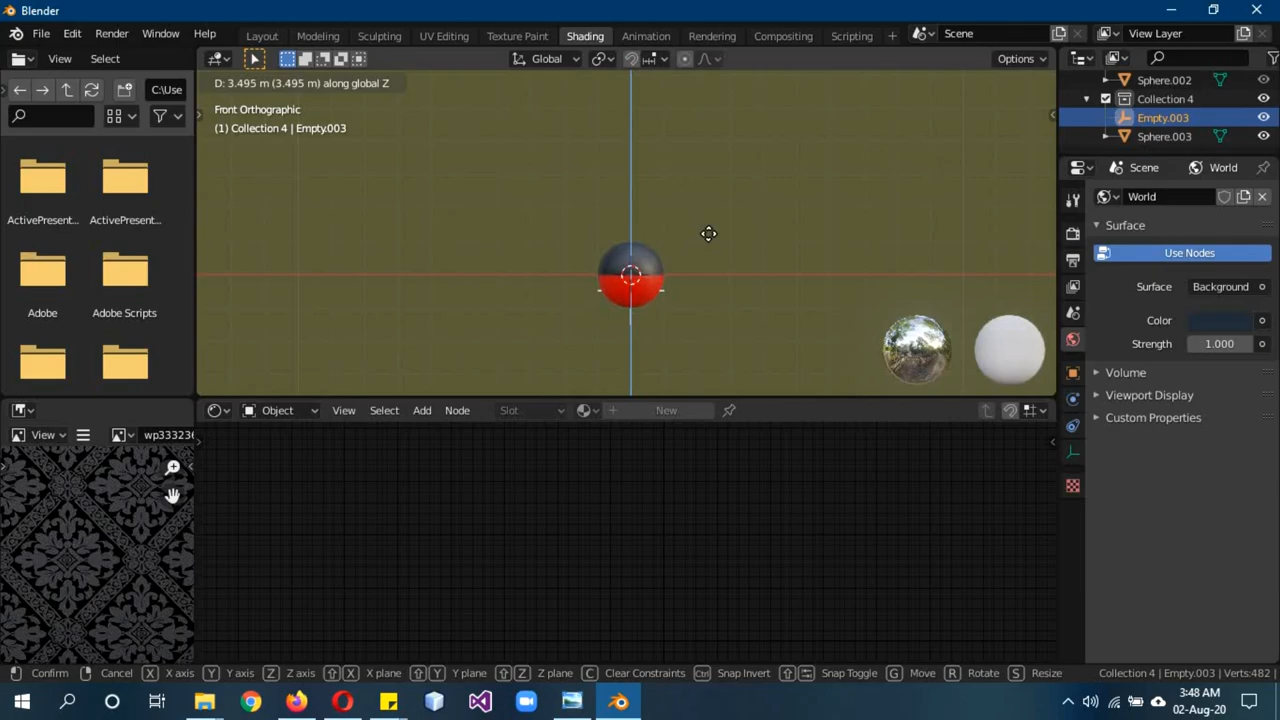 Blender
File Edit Render Window Help
Layout Modeling Sculpting UV Editing Texture Paint Shading Animation Rendering Compositing Scripting
Scene
View Layer
View Select
Global
Options
C:\Use
D: 3.495 m (3.495 m) along global Z
Front Orthographic
(1) Collection 4 | Empty.003
Sphere.002
Collection 4
Empty.003
Sphere.003
Scene World
World
Surface
Use Nodes
Surface Background
Color
Strength 1.000
Volume
Viewport Display
Custom Properties
ActivePresent.. ActivePresent..
Adobe Adobe Scripts
Object View Select Add Node Slot New
View wp333236
Confirm Cancel X X axis Y Y axis Z Z axis X X plane Y Y plane Z Z plane C Clear Constraints Ctrl Snap Invert Snap Toggle G Move R Rotate S Resize Collection 4 | Empty.003 | Verts:482 |
3:48 AM
02-Aug-20